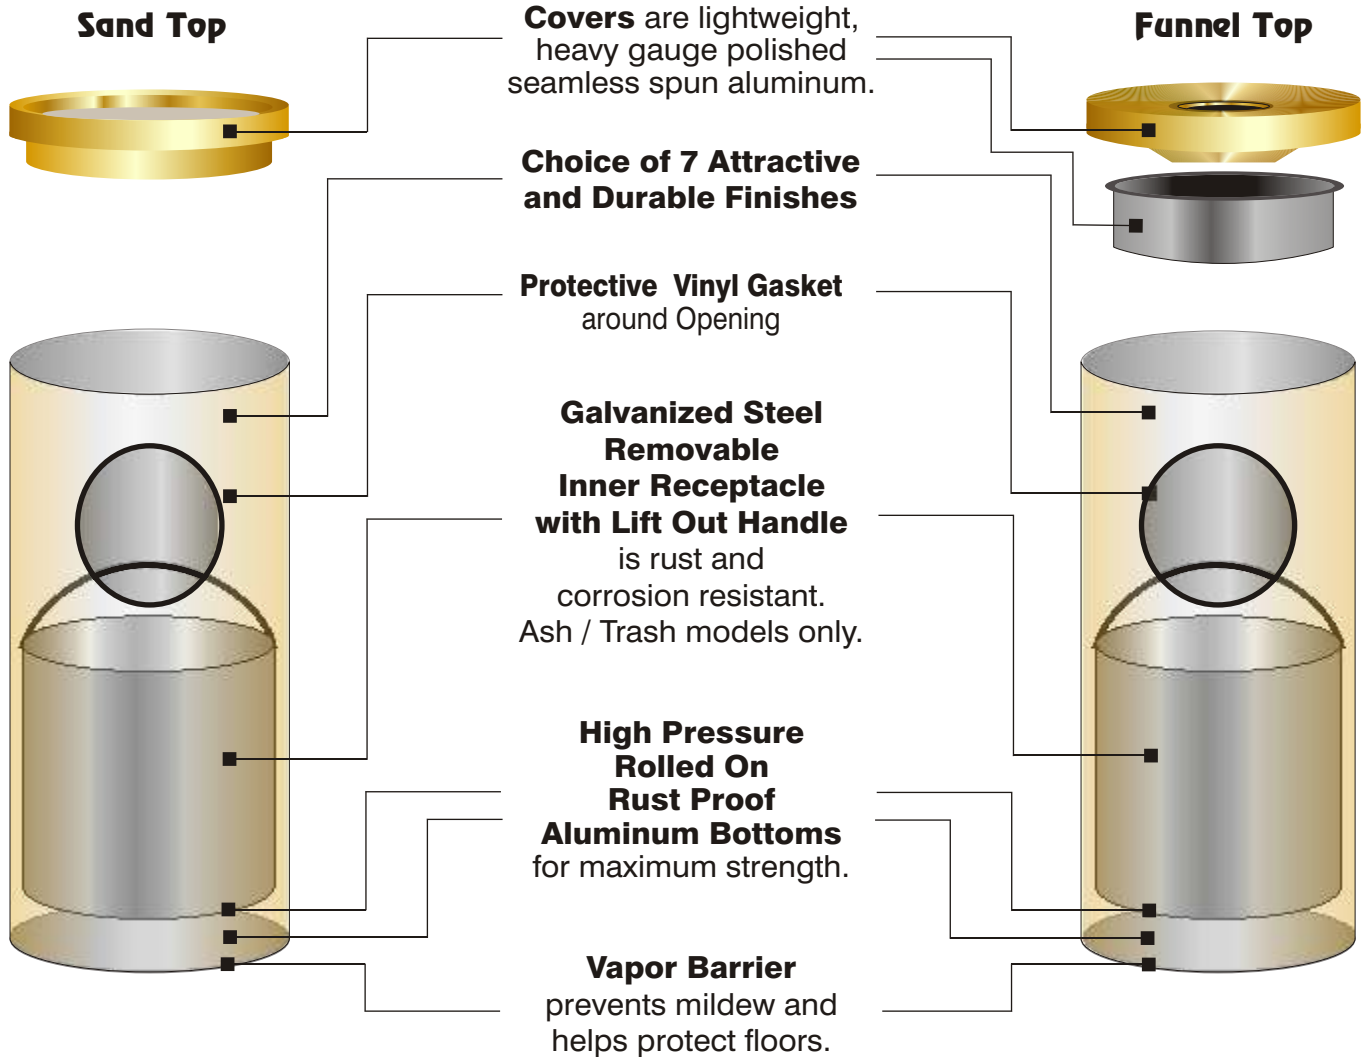 Sand Top
Covers are lightweight,
heavy gauge polished
seamless spun aluminum.
Funnel Top
Choice of 7 Attractive
and Durable Finishes
Protective Vinyl Gasket
around Opening
Galvanized Steel
Removable
Inner Receptacle
with Lift Out Handle
is rust and
corrosion resistant.
Ash / Trash models only.
High Pressure
Rolled On
Rust Proof
Aluminum Bottoms
for maximum strength.
Vapor Barrier
prevents mildew and
helps protect floors.